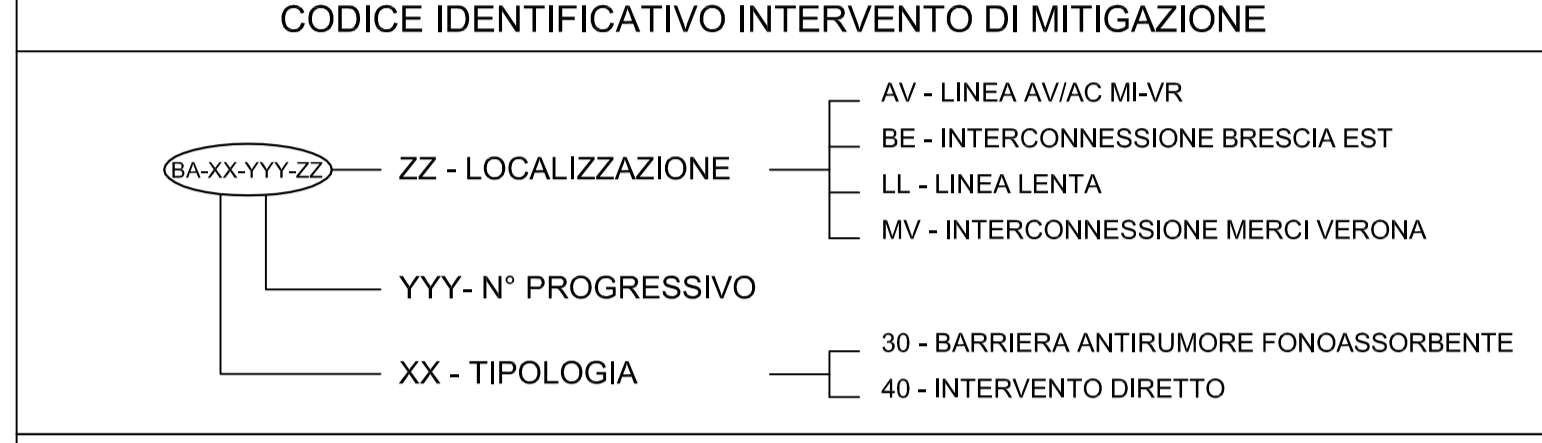 CODICE IDENTIFICATIVO INTERVENTO DI MITIGAZIONE
BA-XX-YYY-ZZ
ZZ - LOCALIZZAZIONE
AV - LINEA AV/AC MI-VR
BE - INTERCONNESSIONE BRESCIA EST
LL - LINEA LENTA
MV - INTERCONNESSIONE MERCI VERONA
YYY- N° PROGRESSIVO
XX - TIPOLOGIA
30 - BARRIERA ANTIRUMORE FONOASSORBENTE
40 - INTERVENTO DIRETTO